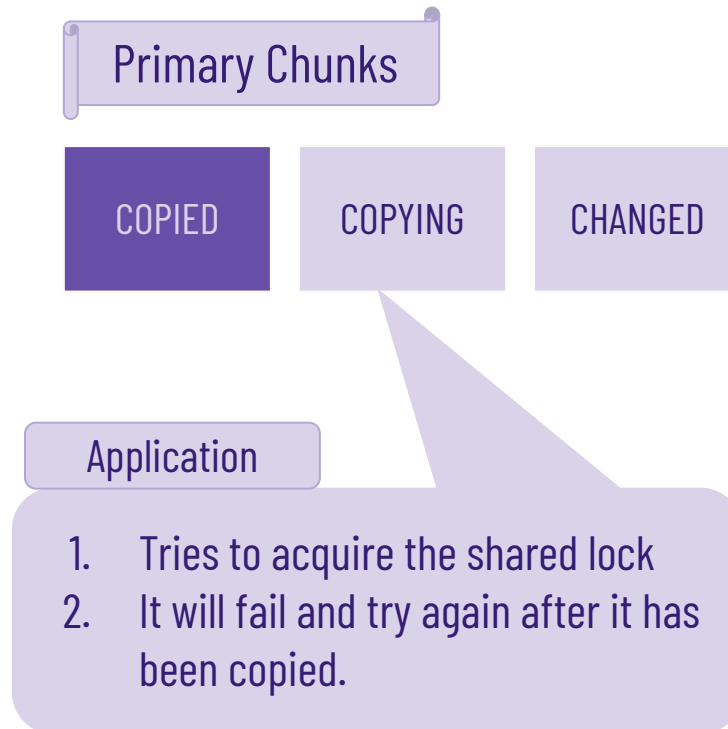 Primary Chunks
COPIED COPYING CHANGED
Application
1. Tries to acquire the shared lock
2. It will fail and try again after it has
been copied.